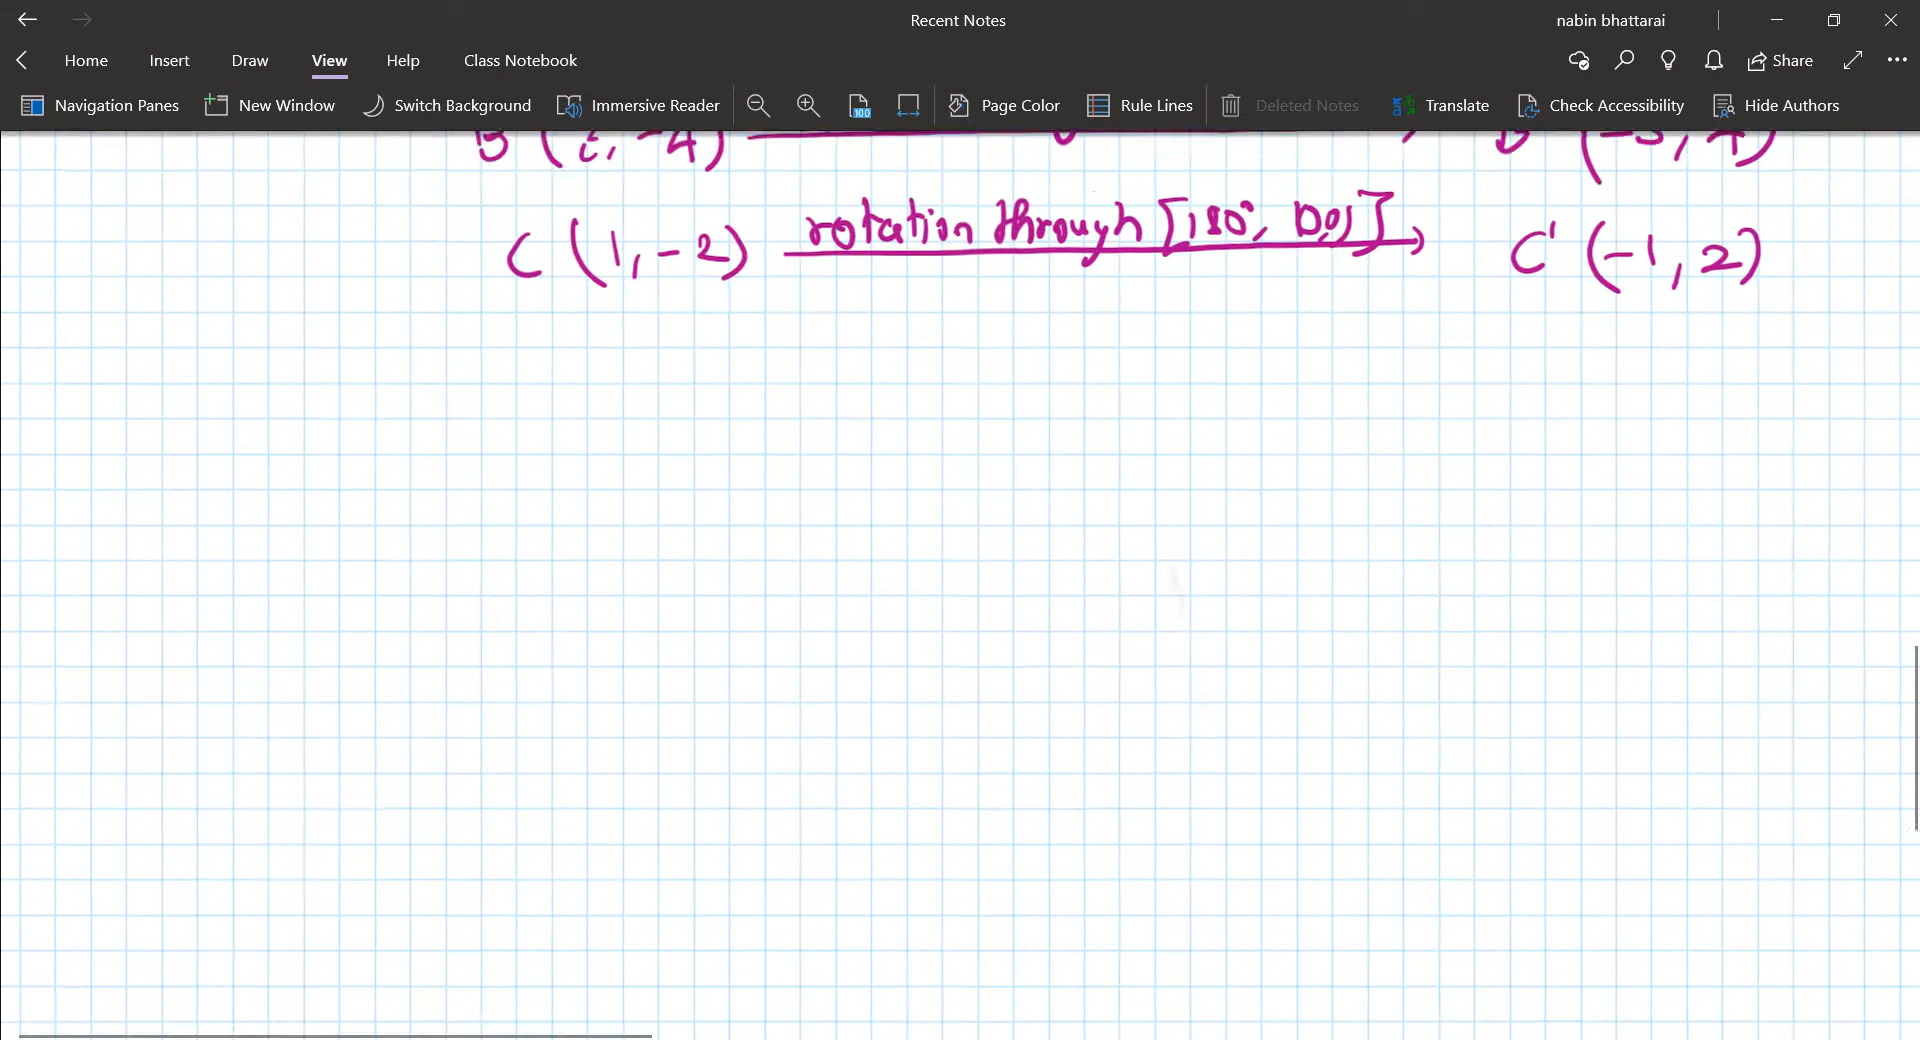 Recent Notes
nabin bhattarai
Home Insert Draw View Help Class Notebook
Share
Navigation Panes New Window Switch Background Immersive Reader Page Color Rule Lines Deleted Notes Translate Check Accessibility Hide Authors
C (1, -2) rotation through [180°, (0,0)] C' (-1, 2)